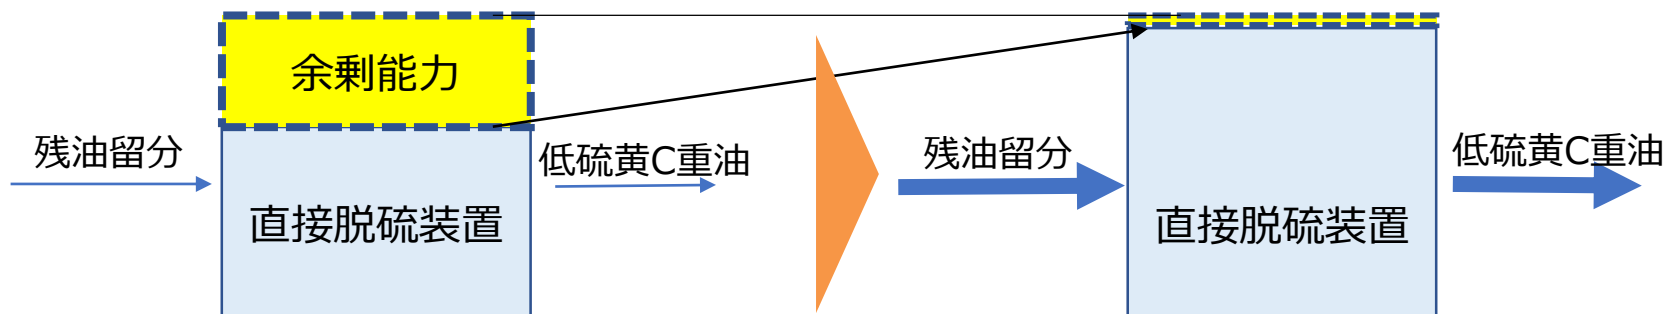 余剰能力
残油留分
低硫黄C重油
直接脱硫装置
残油留分
低硫黄C重油
直接脱硫装置